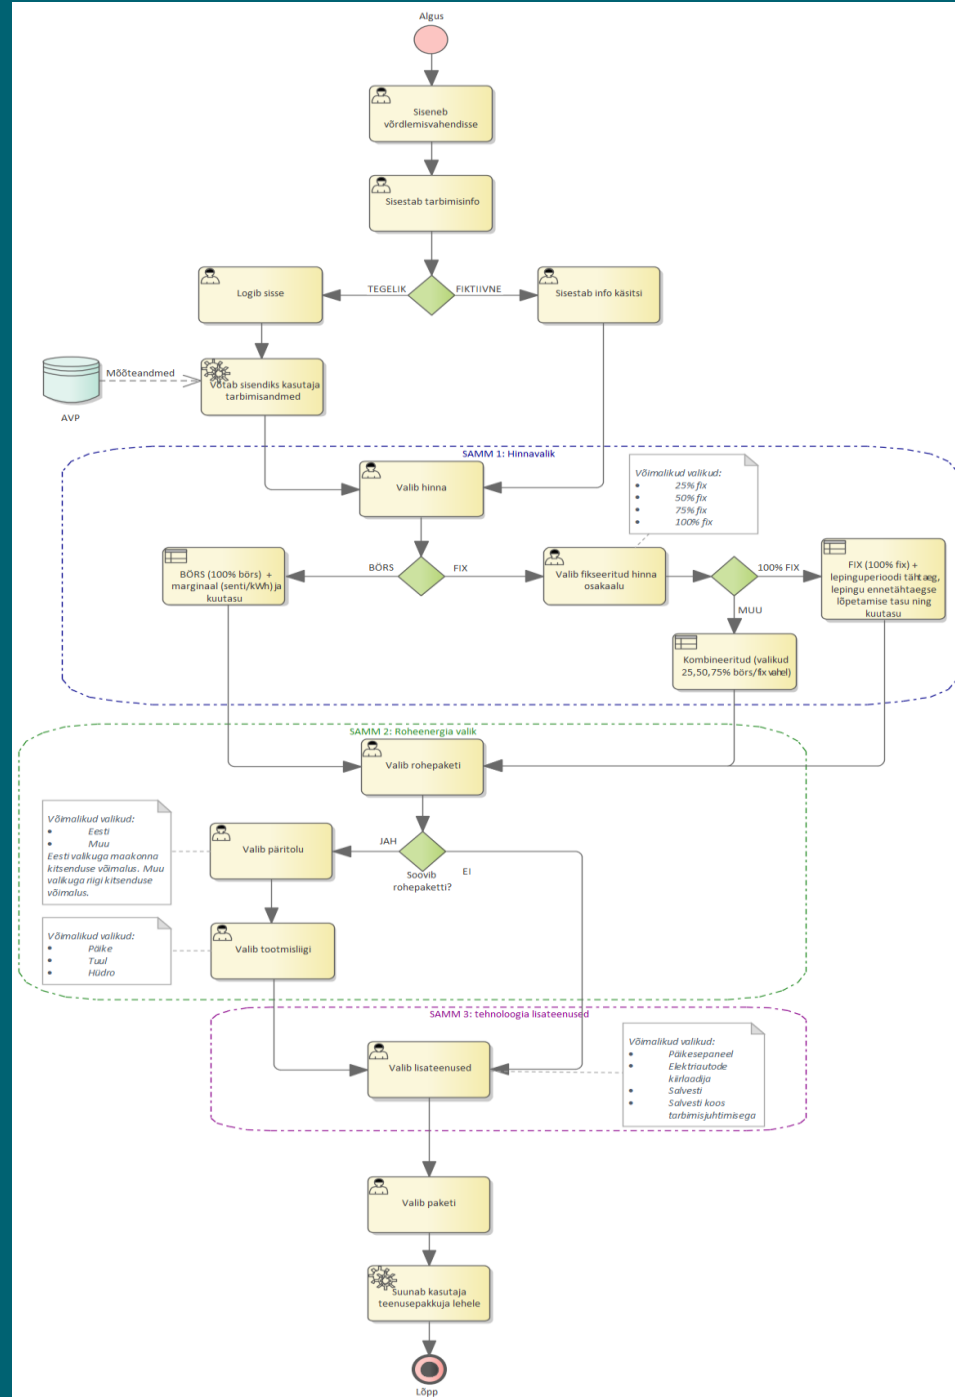 Algus
Siseneb
võrdlemisvahendisse
Sisestab tarbimisinfo
TEGELIK
FIKTIIVNE
Logib sisse
Sisestab info käsitsi
Mõõteandmed
AVP
Võtab sisendiks kasutaja
tarbimisandmed
SAMM 1: Hinnavalik
Valib hinna
Võimalikud valikud:
• 25% fix
• 50% fix
• 75% fix
• 100% fix
BÖRS
FIX
BÖRS (100% börs) +
marginaal (senti/kWh) ja
kuutasu
Valib fikseeritud hinna
osakaalu
100% FIX
MUU
FIX (100% fix) +
lepinguperioodi tähtaeg,
lepingu ennetähtaegse
lõpetamise tasu ning
kuutasu
Kombineeritud (valikud
25,50,75% börs/fix vahel)
SAMM 2: Roheenergia valik
Valib rohepaketi
JAH
EI
Soovib
rohepaketti?
Valib päritolu
Võimalikud valikud:
• Eesti
• Muu
Eesti valikuga maakonna
kitsenduse võimalus. Muu
valikuga riigi kitsenduse
võimalus.
Valib tootmisliigi
Võimalikud valikud:
• Päike
• Tuul
• Hüdro
SAMM 3: tehnoloogia lisateenused
Valib lisateenused
Võimalikud valikud:
• Päikesepaneel
• Elektriautode
kiirlaadija
• Salvesti
• Salvesti koos
tarbimisjuhtimisega
Valib paketi
Suunab kasutaja
teenusepakkuja lehele
Lõpp